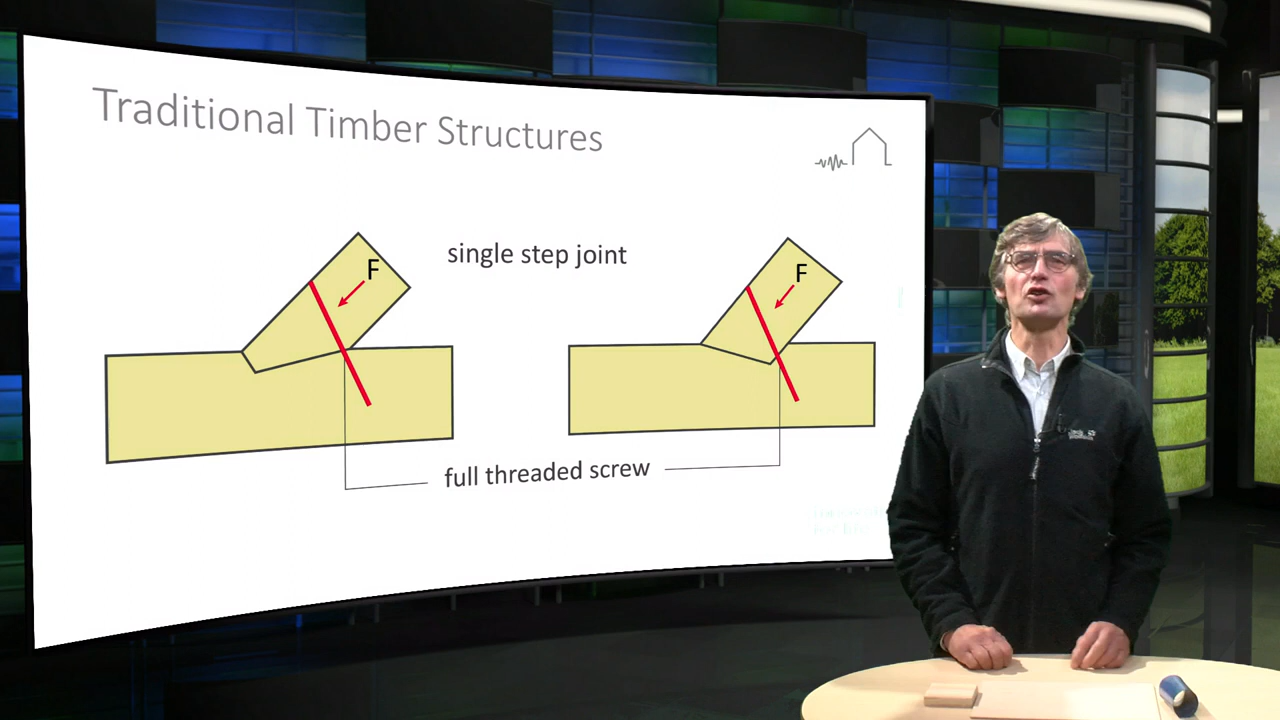 Traditional Timber Structures
F
single step joint
F
full threaded screw